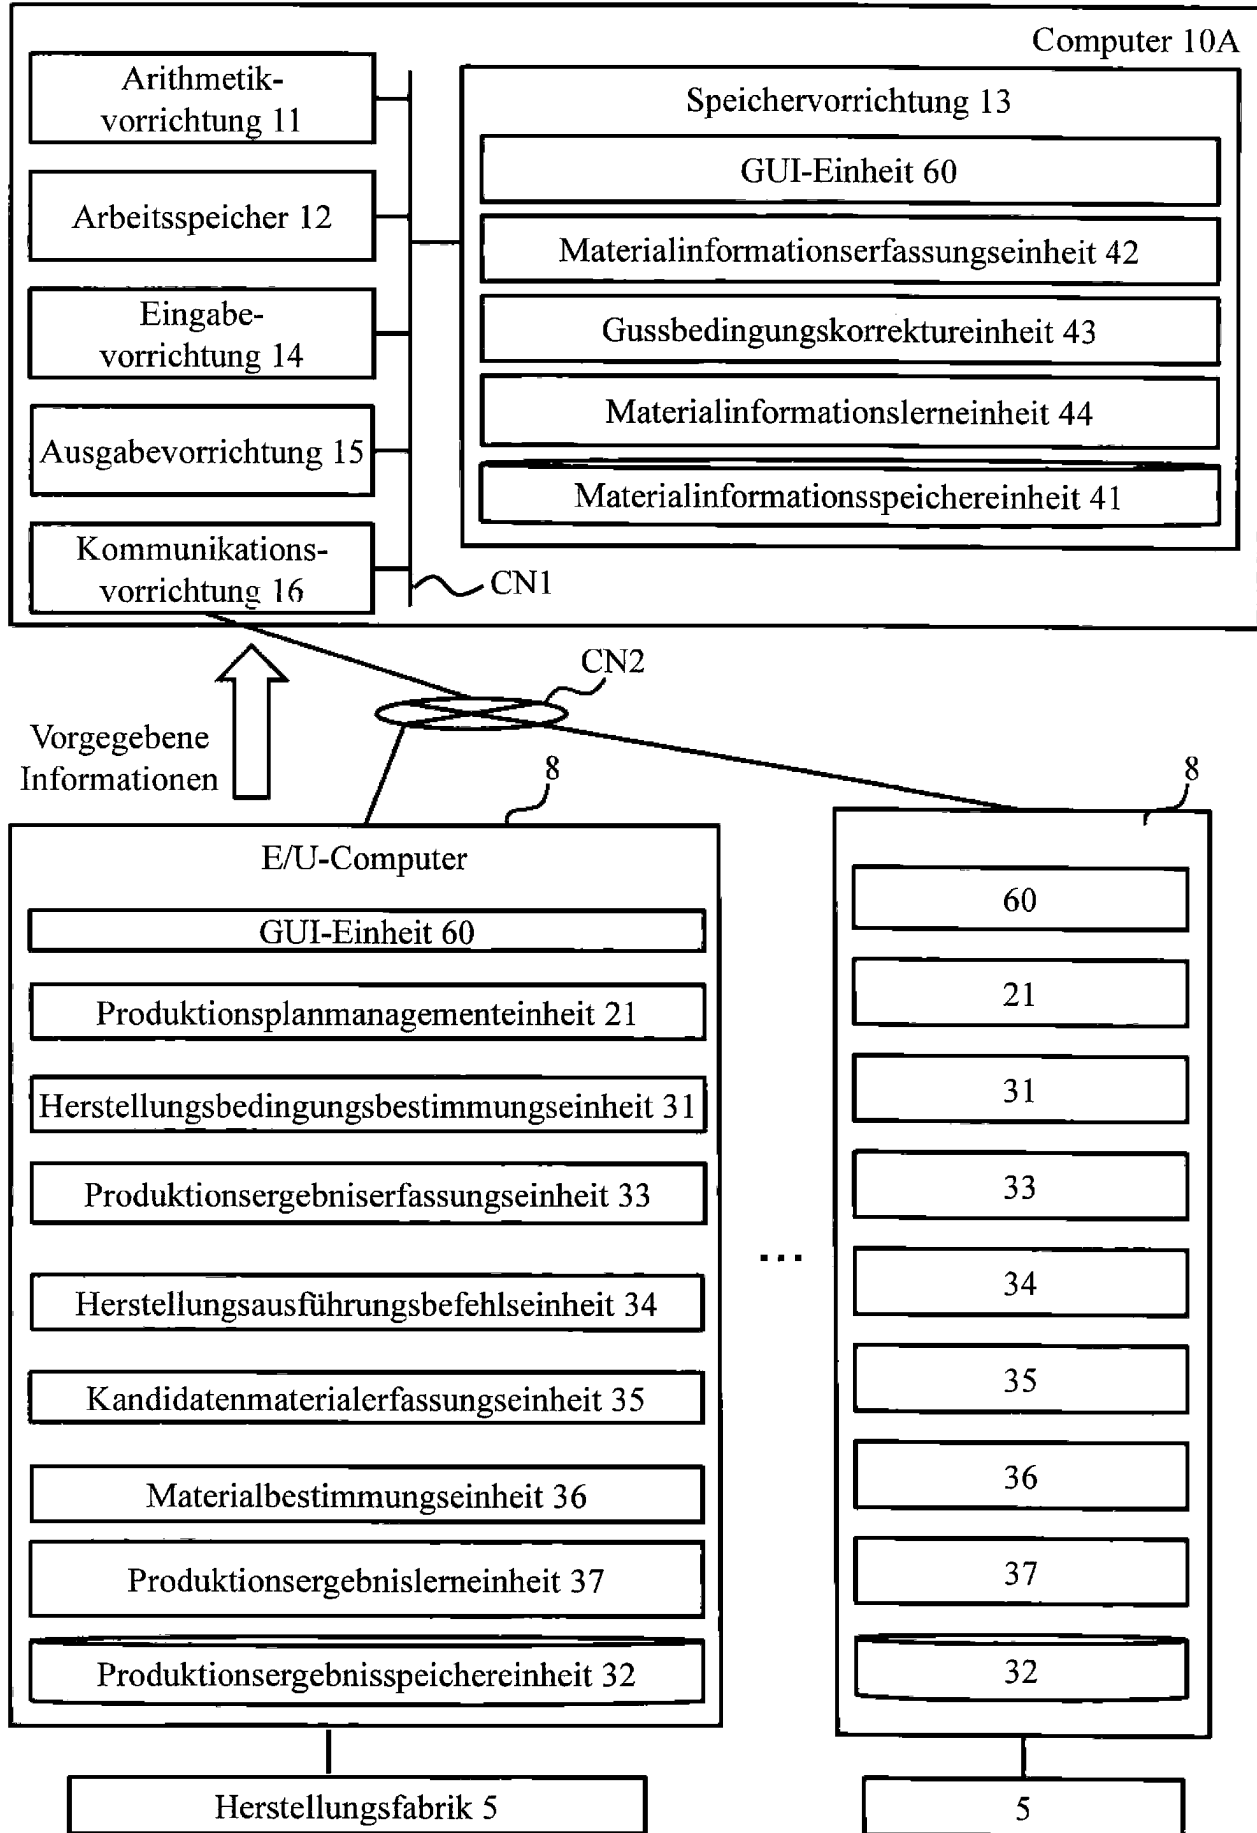 Computer 10A
Arithmetik-
vorrichtung 11
Arbeitsspeicher 12
Eingabe-
vorrichtung 14
Ausgabevorrichtung 15
Kommunikations-
vorrichtung 16
CN1
Speichervorrichtung 13
GUI-Einheit 60
Materialinformationserfassungseinheit 42
Gussbedingungskorrektureinheit 43
Materialinformationslerneinheit 44
Materialinformationsspeichereinheit 41
CN2
Vorgegebene
Informationen
8
E/U-Computer
GUI-Einheit 60
Produktionsplanmanagementeinheit 21
Herstellungsbedingungsbestimmungseinheit 31
Produktionsergebniserfassungseinheit 33
Herstellungsausführungsbefehlseinheit 34
Kandidatenmaterialerfassungseinheit 35
Materialbestimmungseinheit 36
Produktionsergebnislerneinheit 37
Produktionsergebnisspeichereinheit 32
Herstellungsfabrik 5
...
8
60
21
31
33
34
35
36
37
32
5